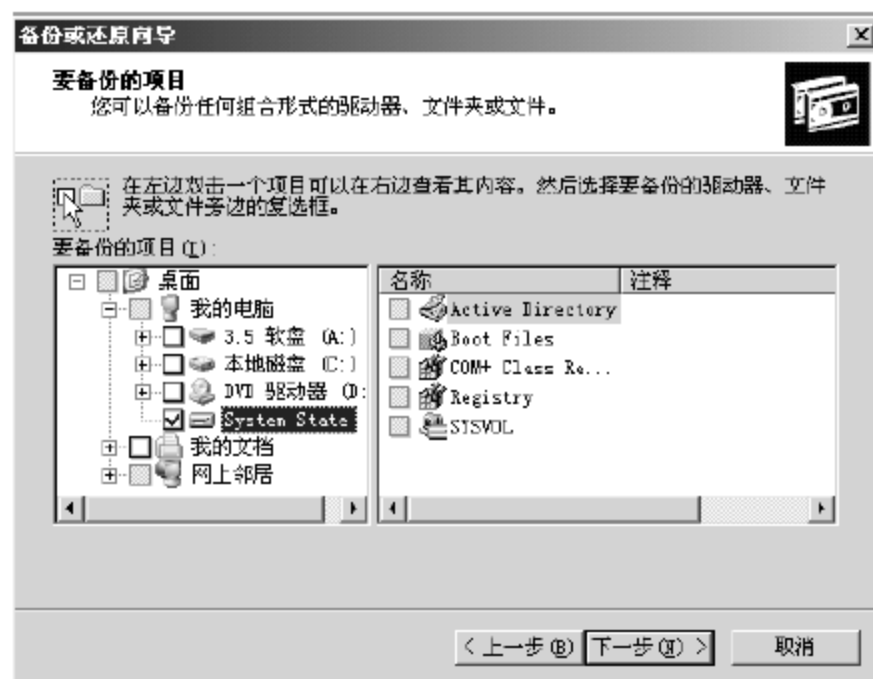 备份或还原向导
要备份的项目
您可以备份任何组合形式的驱动器、文件夹或文件。
在左边双击一个项目可以在右边查看其内容。然后选择要备份的驱动器、文件
夹或文件旁边的复选框。
要备份的项目(I):
桌面
我的电脑
3.5 软盘 (A:)
本地磁盘 (C:)
DVD 驱动器 (D:
System State
我的文档
网上邻居
名称 注释
Active Directory
Boot Files
COM+ Class Re...
Registry
SYSVOL
< 上一步(B) 下一步(N) > 取消